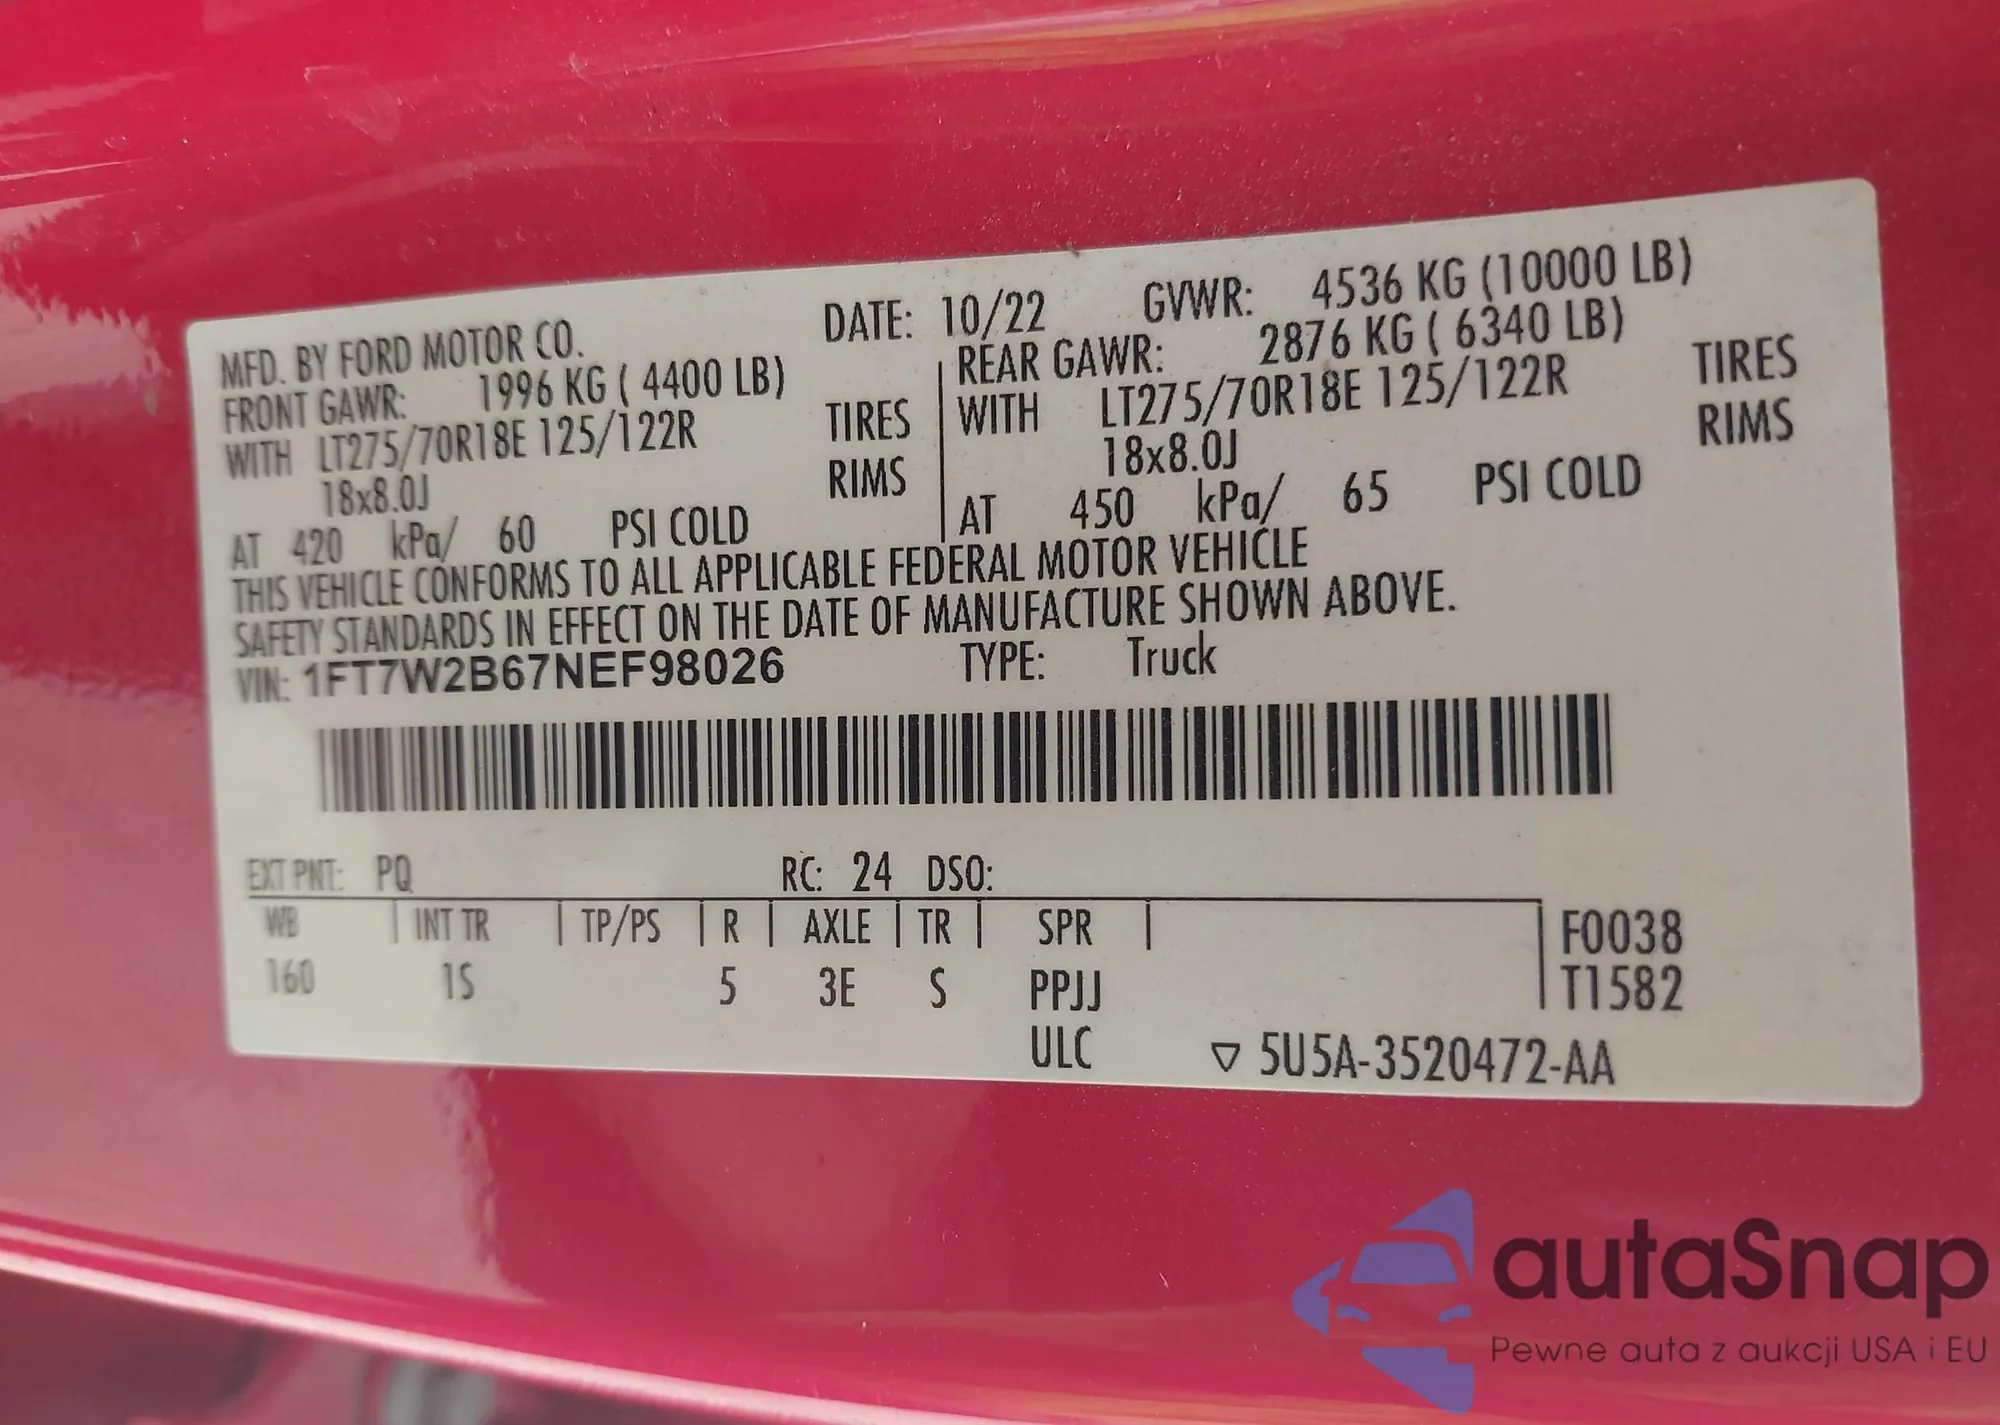 MFD. BY FORD MOTOR CO. DATE: 10/22 GVWR: 4536 KG (10000 LB)
FRONT GAWR: 1996 KG ( 4400 LB) REAR GAWR: 2876 KG ( 6340 LB)
WITH LT275/70R18E 125/122R TIRES WITH LT275/70R18E 125/122R TIRES
18x8.0J RIMS 18x8.0J RIMS
AT 420 kPa/ 60 PSI COLD AT 450 kPa/ 65 PSI COLD
THIS VEHICLE CONFORMS TO ALL APPLICABLE FEDERAL MOTOR VEHICLE
SAFETY STANDARDS IN EFFECT ON THE DATE OF MANUFACTURE SHOWN ABOVE.
VIN: 1FT7W2B67NEF98026 TYPE: Truck
EXT PNT: PQ RC: 24 DSO:
WB INT TR TP/PS R AXLE TR SPR F0038
160 1S 5 3E S PPJJ T1582
ULC ▽ 5U5A-3520472-AA
autaSnap
Pewne auta z aukcji USA i EU